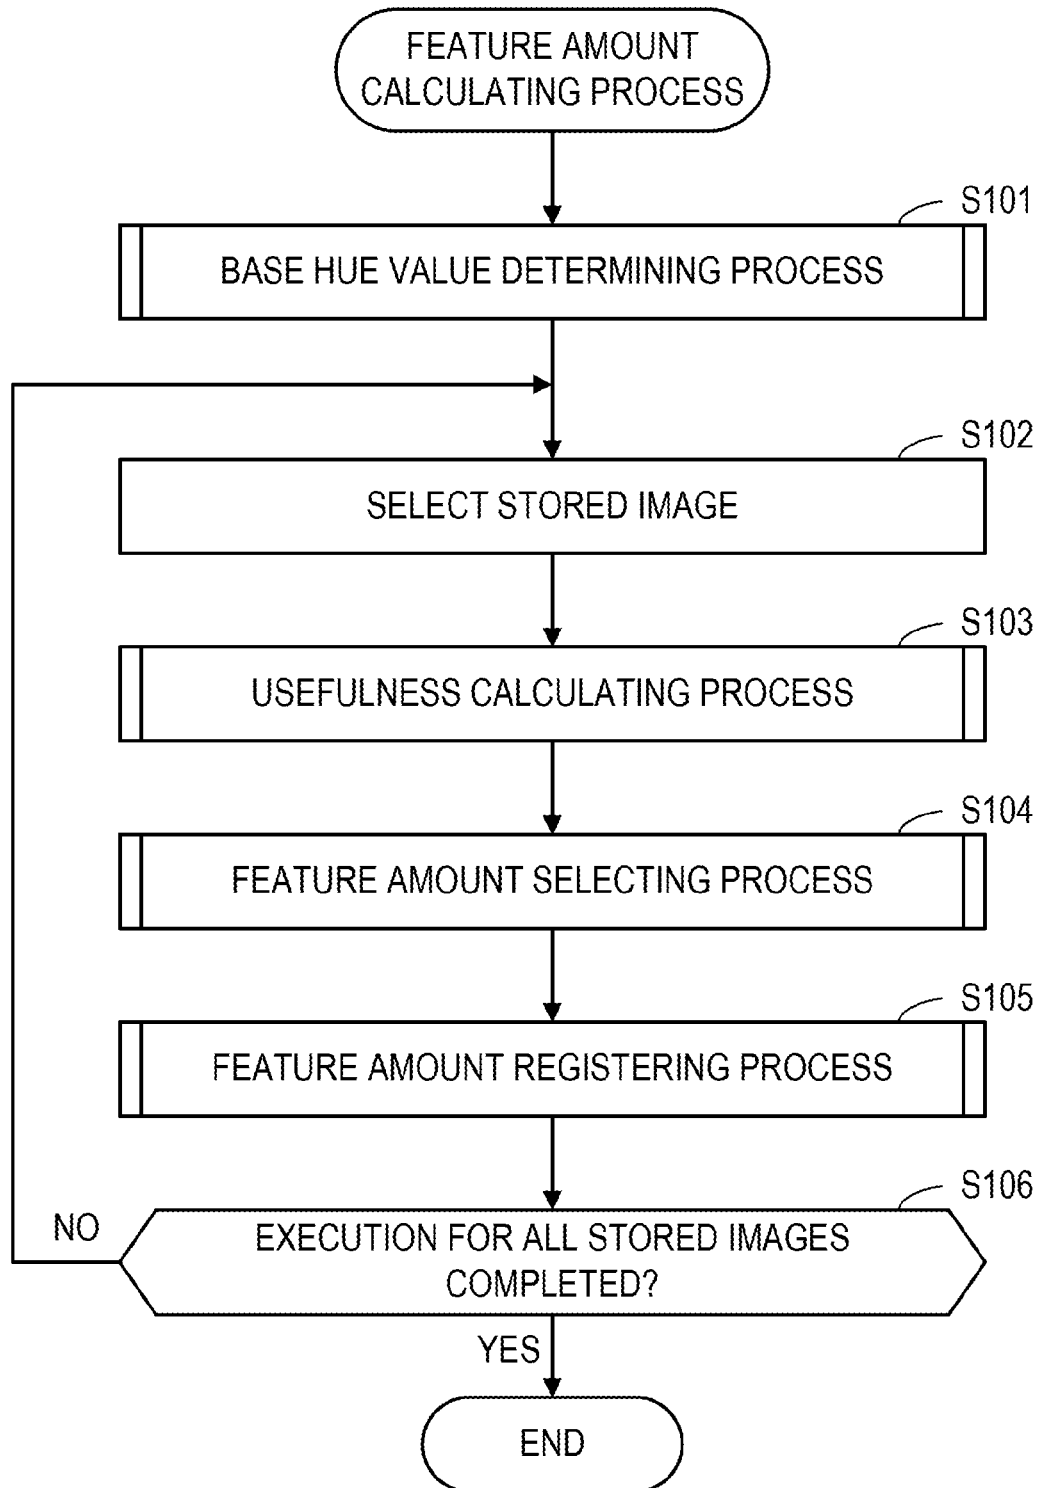 FEATURE AMOUNT
CALCULATING PROCESS
S101
BASE HUE VALUE DETERMINING PROCESS
S102
SELECT STORED IMAGE
S103
USEFULNESS CALCULATING PROCESS
S104
FEATURE AMOUNT SELECTING PROCESS
S105
FEATURE AMOUNT REGISTERING PROCESS
S106
NO
EXECUTION FOR ALL STORED IMAGES
COMPLETED?
YES
END